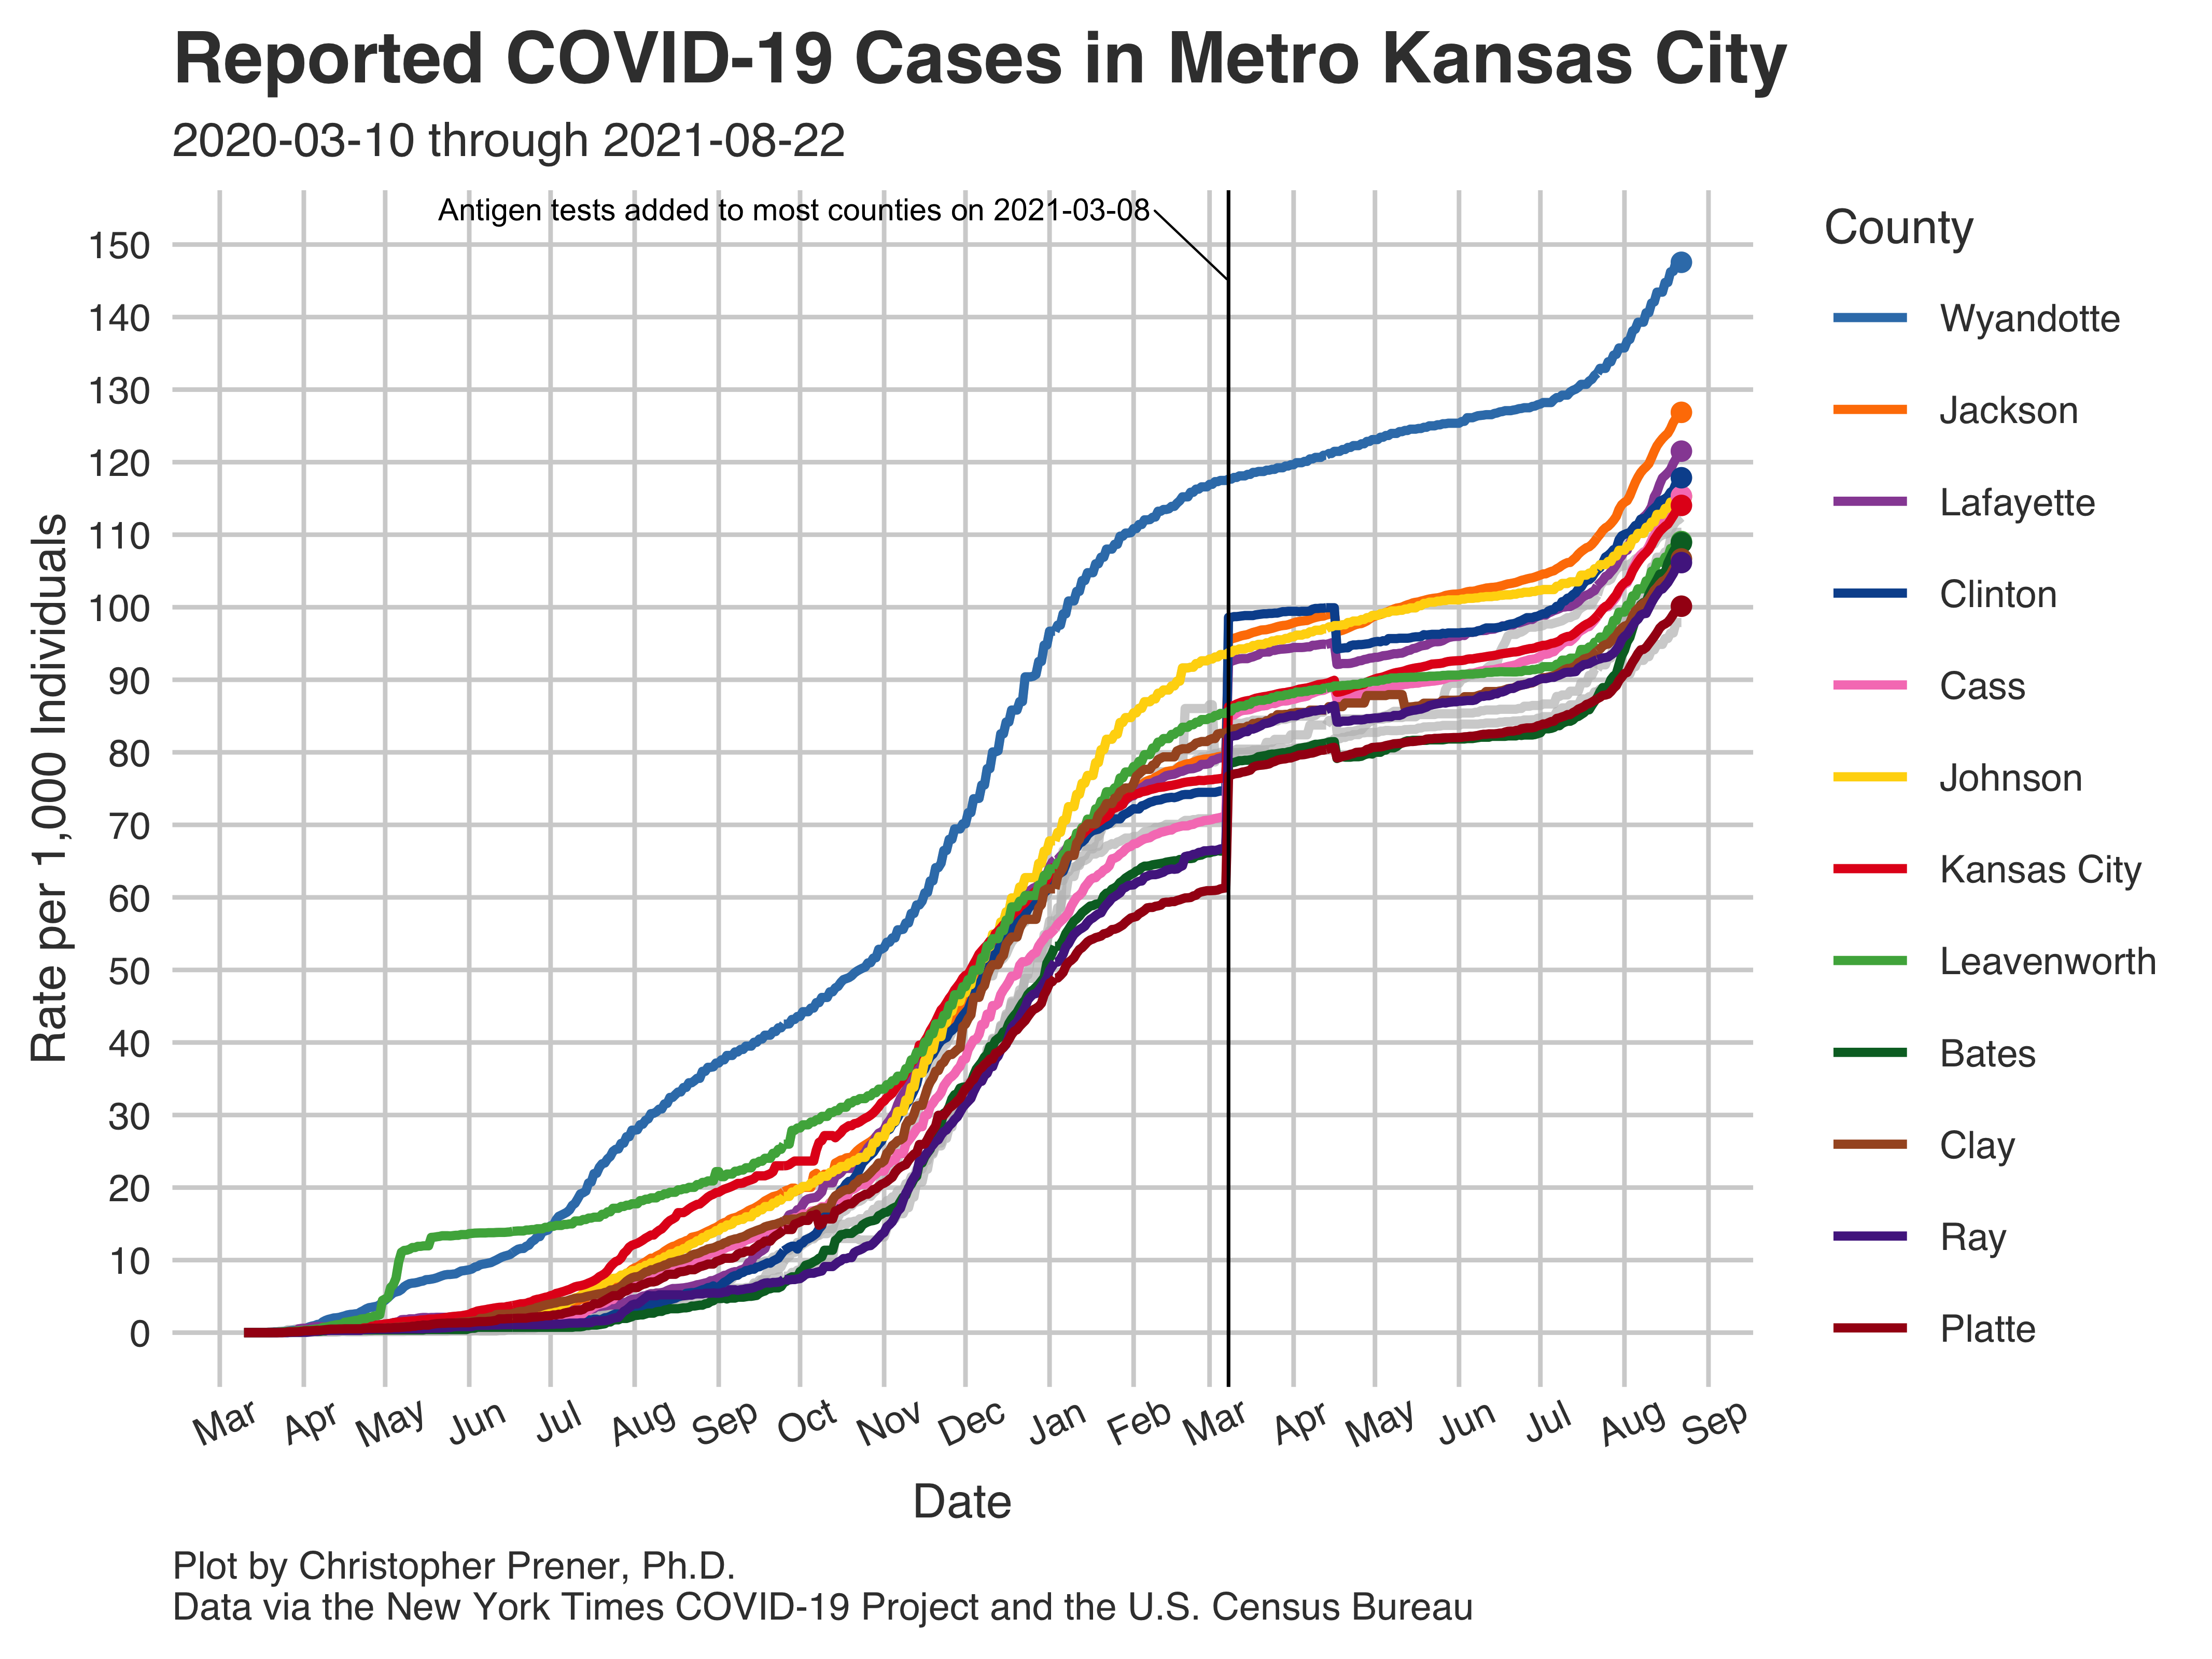 Reported COVID-19 Cases in Metro Kansas City
2020-03-10 through 2021-08-22
Antigen tests added to most counties on 2021-03-08
Rate per 1,000 Individuals
150
140
130
120
110
100
90
80
70
60
50
40
30
20
10
0
Mar Apr May Jun Jul Aug Sep Oct Nov Dec Jan Feb Mar Apr May Jun Jul Aug Sep
Date
County
Wyandotte
Jackson
Lafayette
Clinton
Cass
Johnson
Kansas City
Leavenworth
Bates
Clay
Ray
Platte
Plot by Christopher Prener, Ph.D.
Data via the New York Times COVID-19 Project and the U.S. Census Bureau